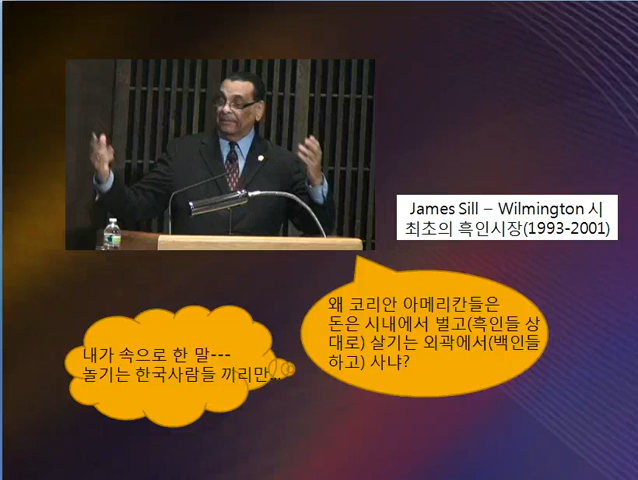 James Sill – Wilmington 시
최초의 흑인시장(1993-2001)
왜 코리안 아메리칸들은
돈은 시내에서 벌고(흑인들 상
대로) 살기는 외곽에서(백인들
하고) 사냐?
내가 속으로 한 말---
놀기는 한국사람들 끼리만...